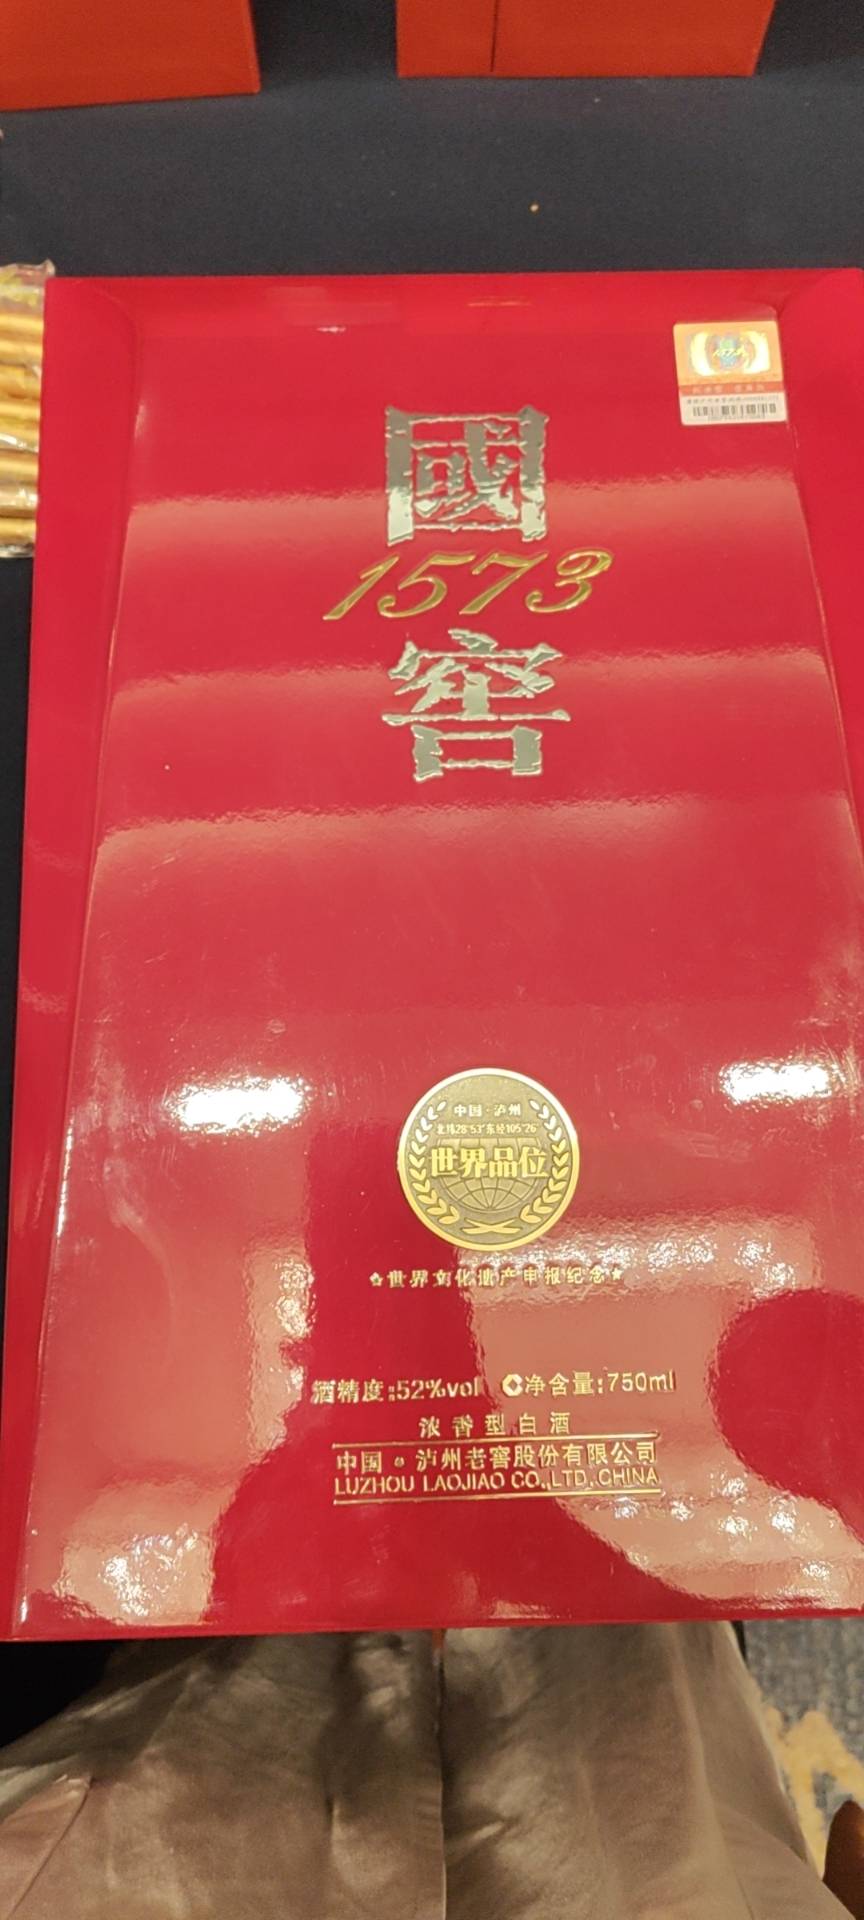 1573
國
1573
窖
中国·泸州
北纬28°53′东经105°26′
世界品位
☆世界文化遗产申报纪念★
酒精度:52%vol 净含量:750ml
浓香型白酒
中国·泸州老窖股份有限公司
LUZHOU LAOJIAO CO.,LTD.CHINA